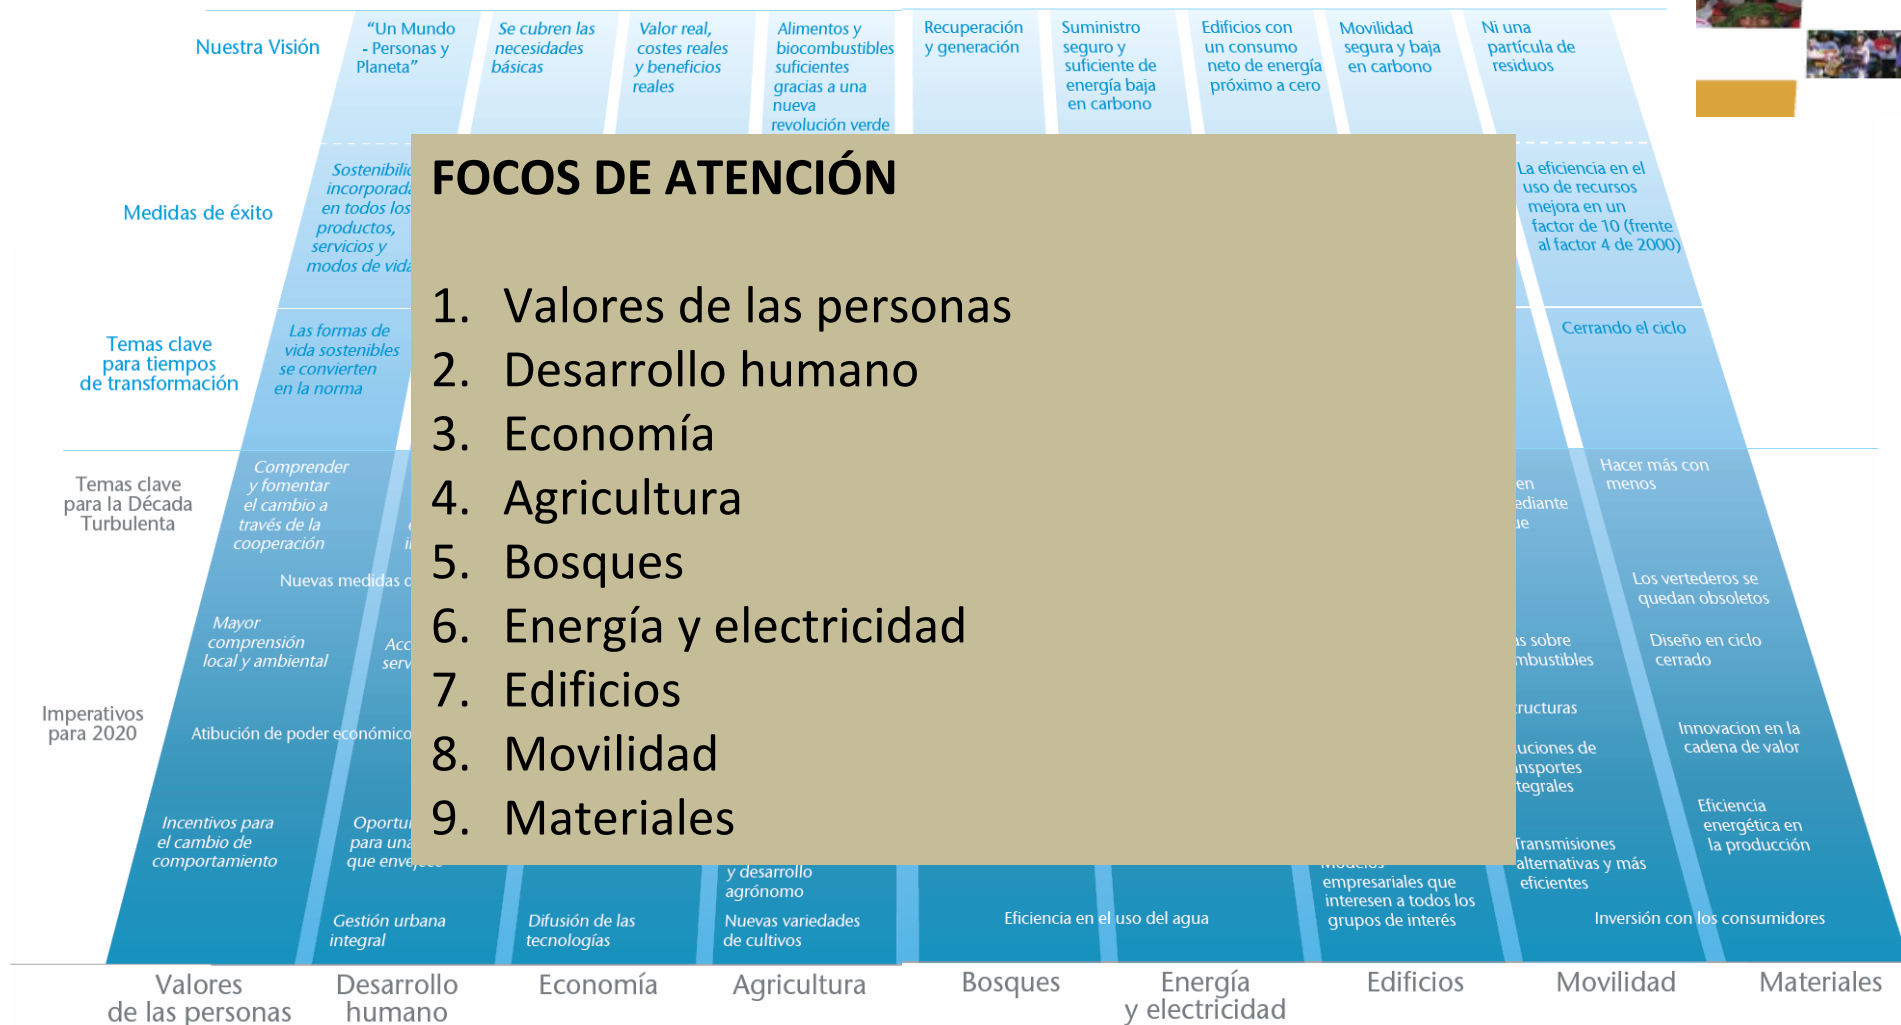 Nuestra Visión
“Un Mundo
- Personas y
Planeta”
Se cubren las
necesidades
básicas
Valor real,
costes reales
y beneficios
reales
Alimentos y
biocombustibles
suficientes
gracias a una
nueva
revolución verde
Recuperación
y generación
Suministro
seguro y
suficiente de
energía baja
en carbono
Edificios con
un consumo
neto de energía
próximo a cero
Movilidad
segura y baja
en carbono
Ni una
partícula de
residuos
Medidas de éxito
incorporada
en todos los
productos,
servicios y
modos de vida
La eficiencia en el
uso de recursos
mejora en un
factor de 10 (frente
al factor 4 de 2000)
Temas clave
para tiempos
de transformación
Las formas de
vida sostenibles
se convierten
en la norma
Cerrando el ciclo
FOCOS DE ATENCIÓN
1. Valores de las personas
2. Desarrollo humano
3. Economía
4. Agricultura
5. Bosques
6. Energía y electricidad
7. Edificios
8. Movilidad
9. Materiales
Temas clave
para la Década
Turbulenta
Comprender
y fomentar
el cambio a
través de la
cooperación
en
Hacer más con
menos
Nuevas medidas
Los vertederos se
quedan obsoletos
Mayor
comprensión
local y ambiental
sobre
Diseño en ciclo
cerrado
Imperativos
para 2020
Atibución de poder económico
de
Innovacion en la
cadena de valor
Incentivos para
el cambio de
comportamiento
para una
que
Eficiencia
energética en
la producción
y desarrollo
agrónomo
Modelos
empresariales que
interesen a todos los
grupos de interés
Transmisiones
alternativas y más
eficientes
Gestión urbana
integral
Difusión de las
tecnologías
Nuevas variedades
de cultivos
Eficiencia en el uso del agua
Inversión con los consumidores
Valores
de las personas
Desarrollo
humano
Economía
Agricultura
Bosques
Energía
y electricidad
Edificios
Movilidad
Materiales